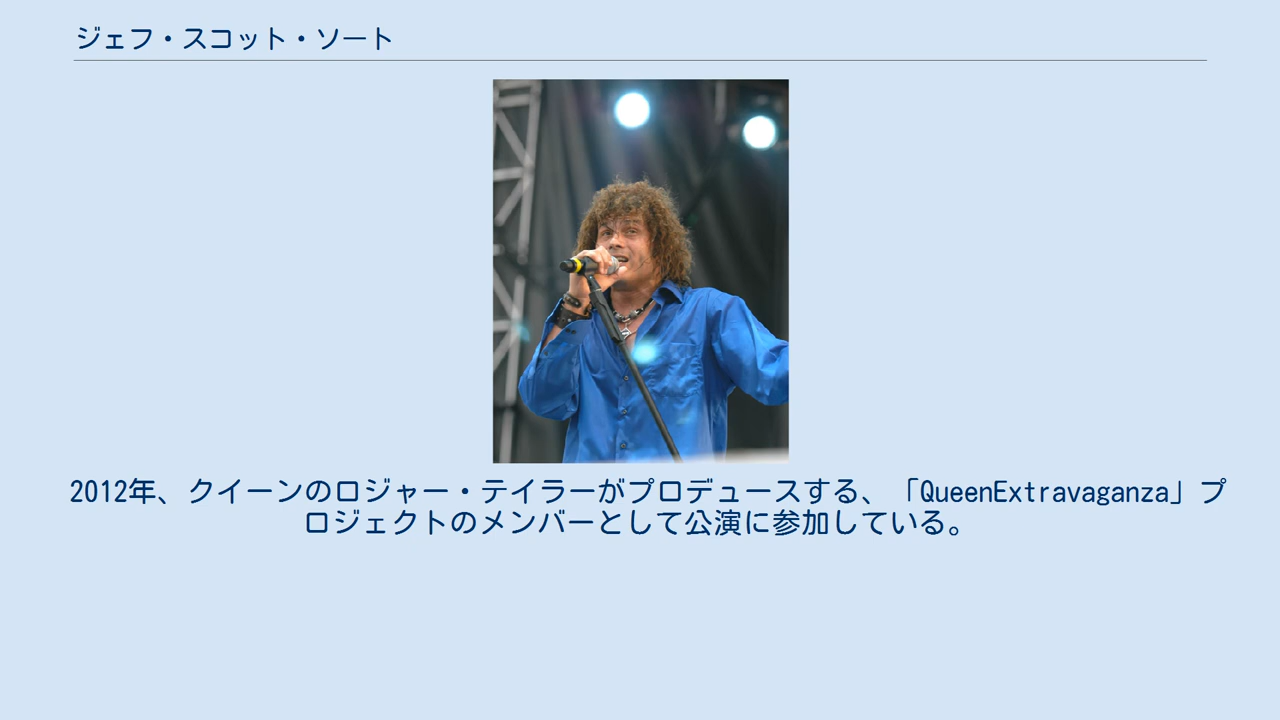 ジェフ・スコット・ソート
2012年、クイーンのロジャー・テイラーがプロデュースする、「QueenExtravaganza」プ
ロジェクトのメンバーとして公演に参加している。